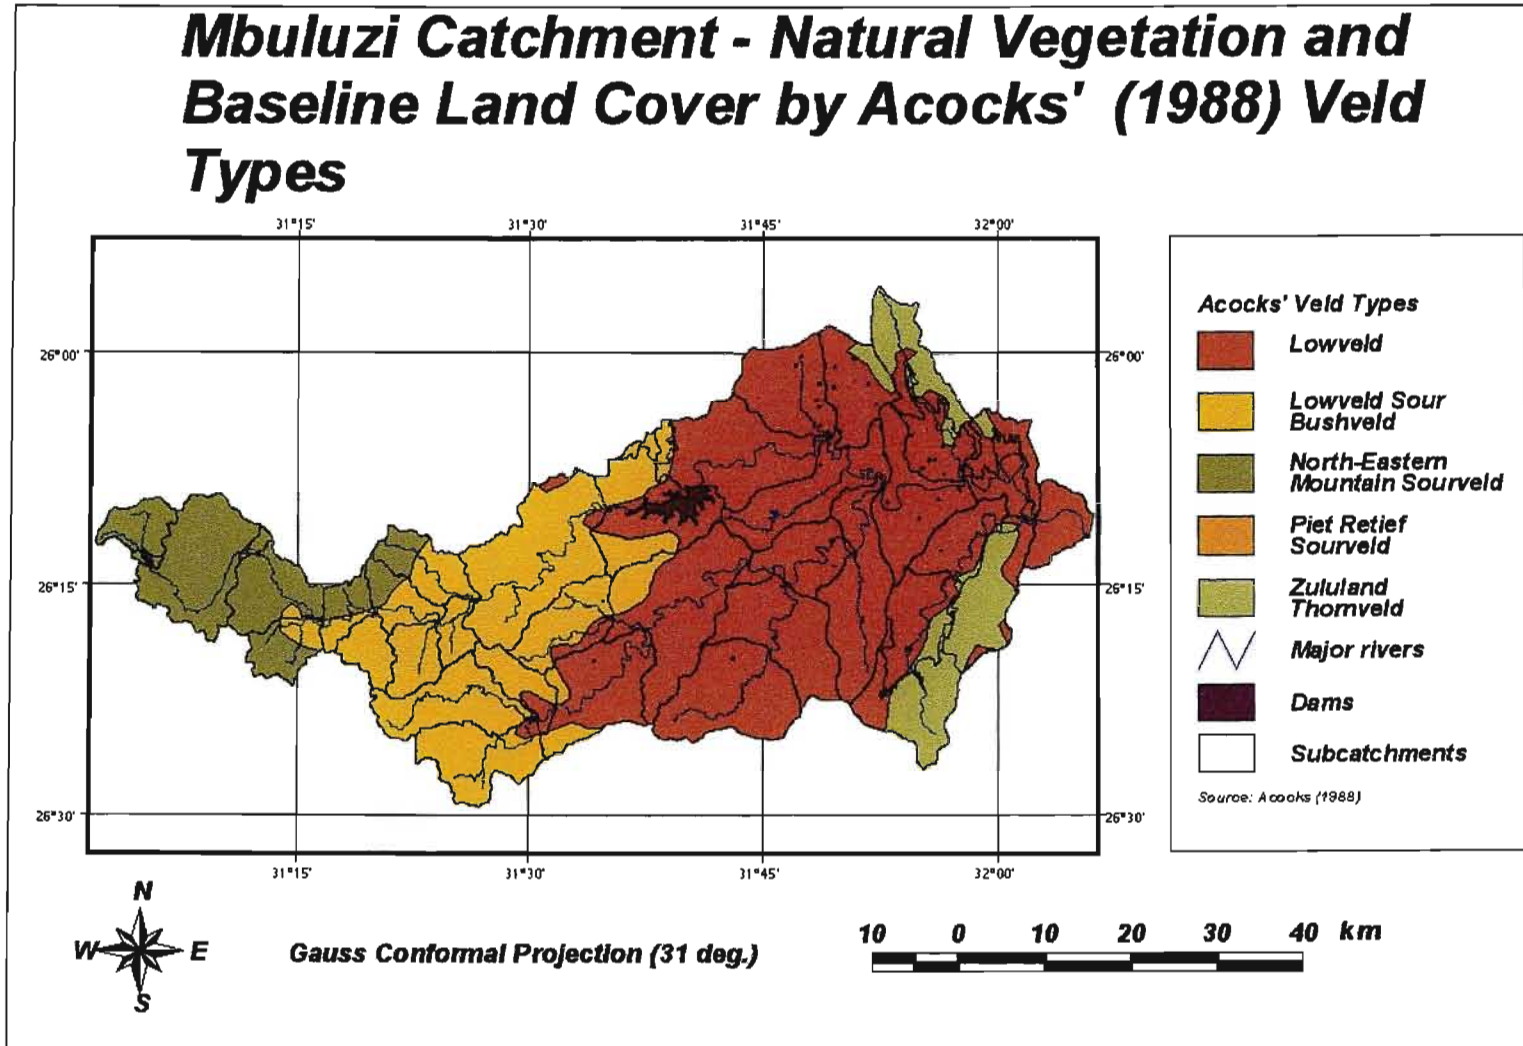 Mbuluzi Catchment - Natural Vegetation and
Baseline Land Cover by Acocks' (1988) Veld
Types
31°15' 31°30' 31°45' 32°00'
26°00' 26°00'
26°15' 26°15'
26°30' 26°30'
31°15' 31°30' 31°45' 32°00'
Acocks' Veld Types
Lowveld
Lowveld Sour
Bushveld
North-Eastern
Mountain Sourveld
Piet Retief
Sourveld
Zululand
Thornveld
Major rivers
Dams
Subcatchments
Source: Acocks (1988)
N
W E
S
Gauss Conformal Projection (31 deg.)
10 0 10 20 30 40 km